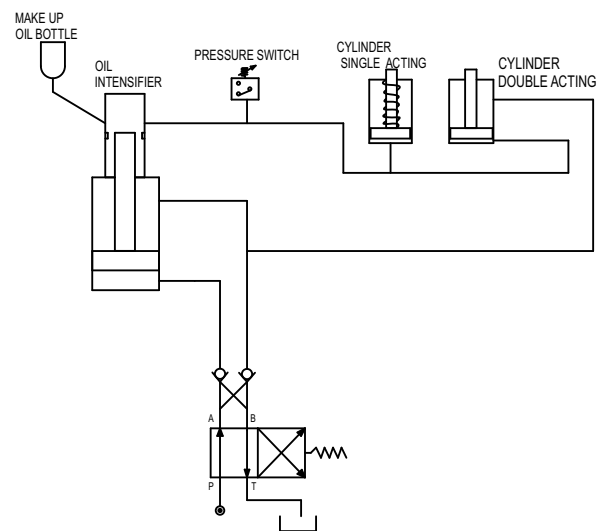 MAKE UP
OIL BOTTLE
OIL
INTENSIFIER
PRESSURE SWITCH
CYLINDER
SINGLE ACTING
CYLINDER
DOUBLE ACTING
A B
P T